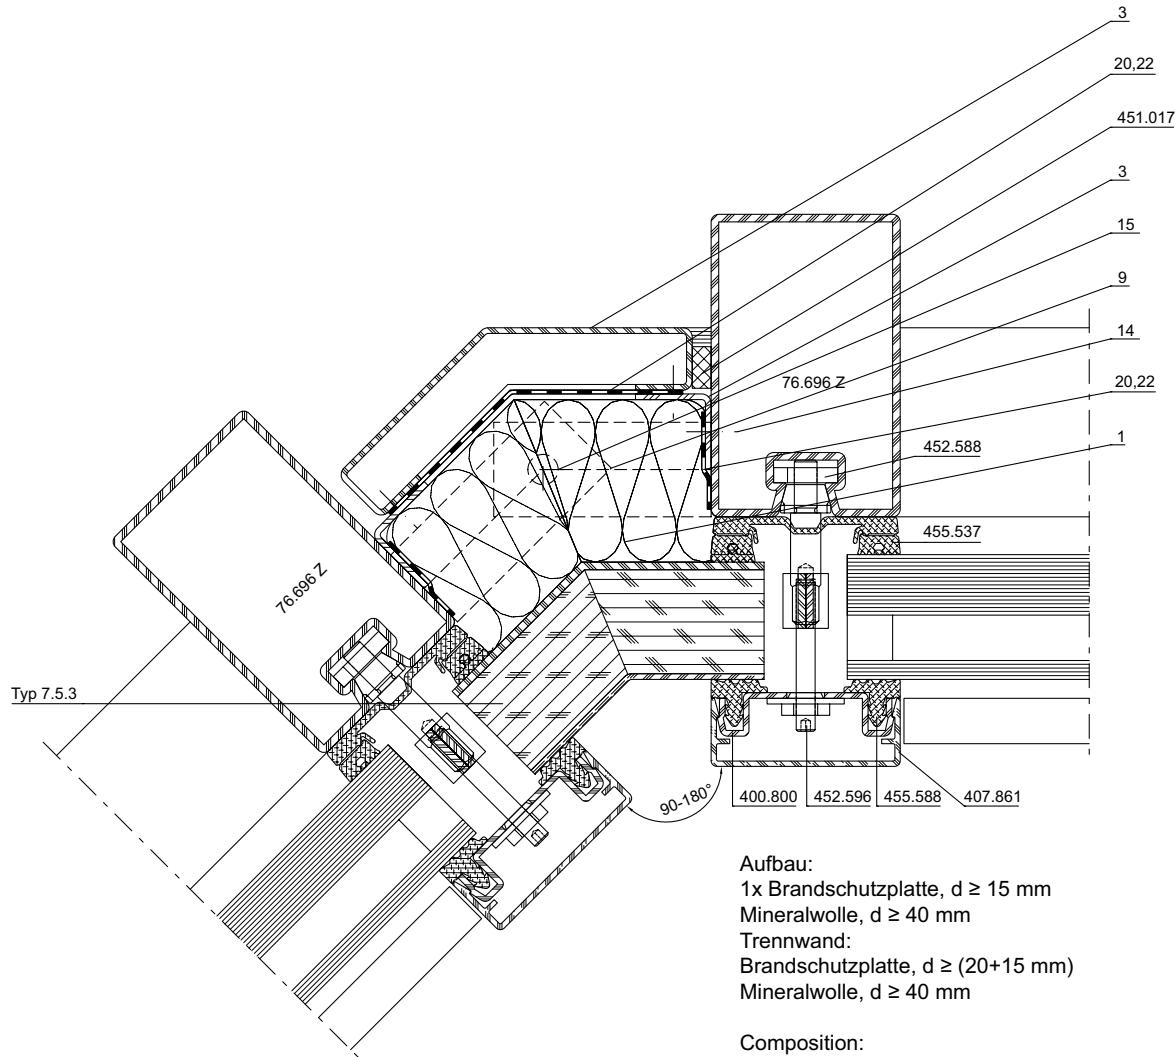 3
20,22
451.017
3
15
9
14
20,22
1
76.696 Z
452.588
455.537
76.696 Z
Typ 7.5.3
90-180°
400.800
452.596
455.588
407.861
Aufbau:
1x Brandschutzplatte, d ≥ 15 mm
Mineralwolle, d ≥ 40 mm
Trennwand:
Brandschutzplatte, d ≥ (20+15 mm)
Mineralwolle, d ≥ 40 mm
Composition: